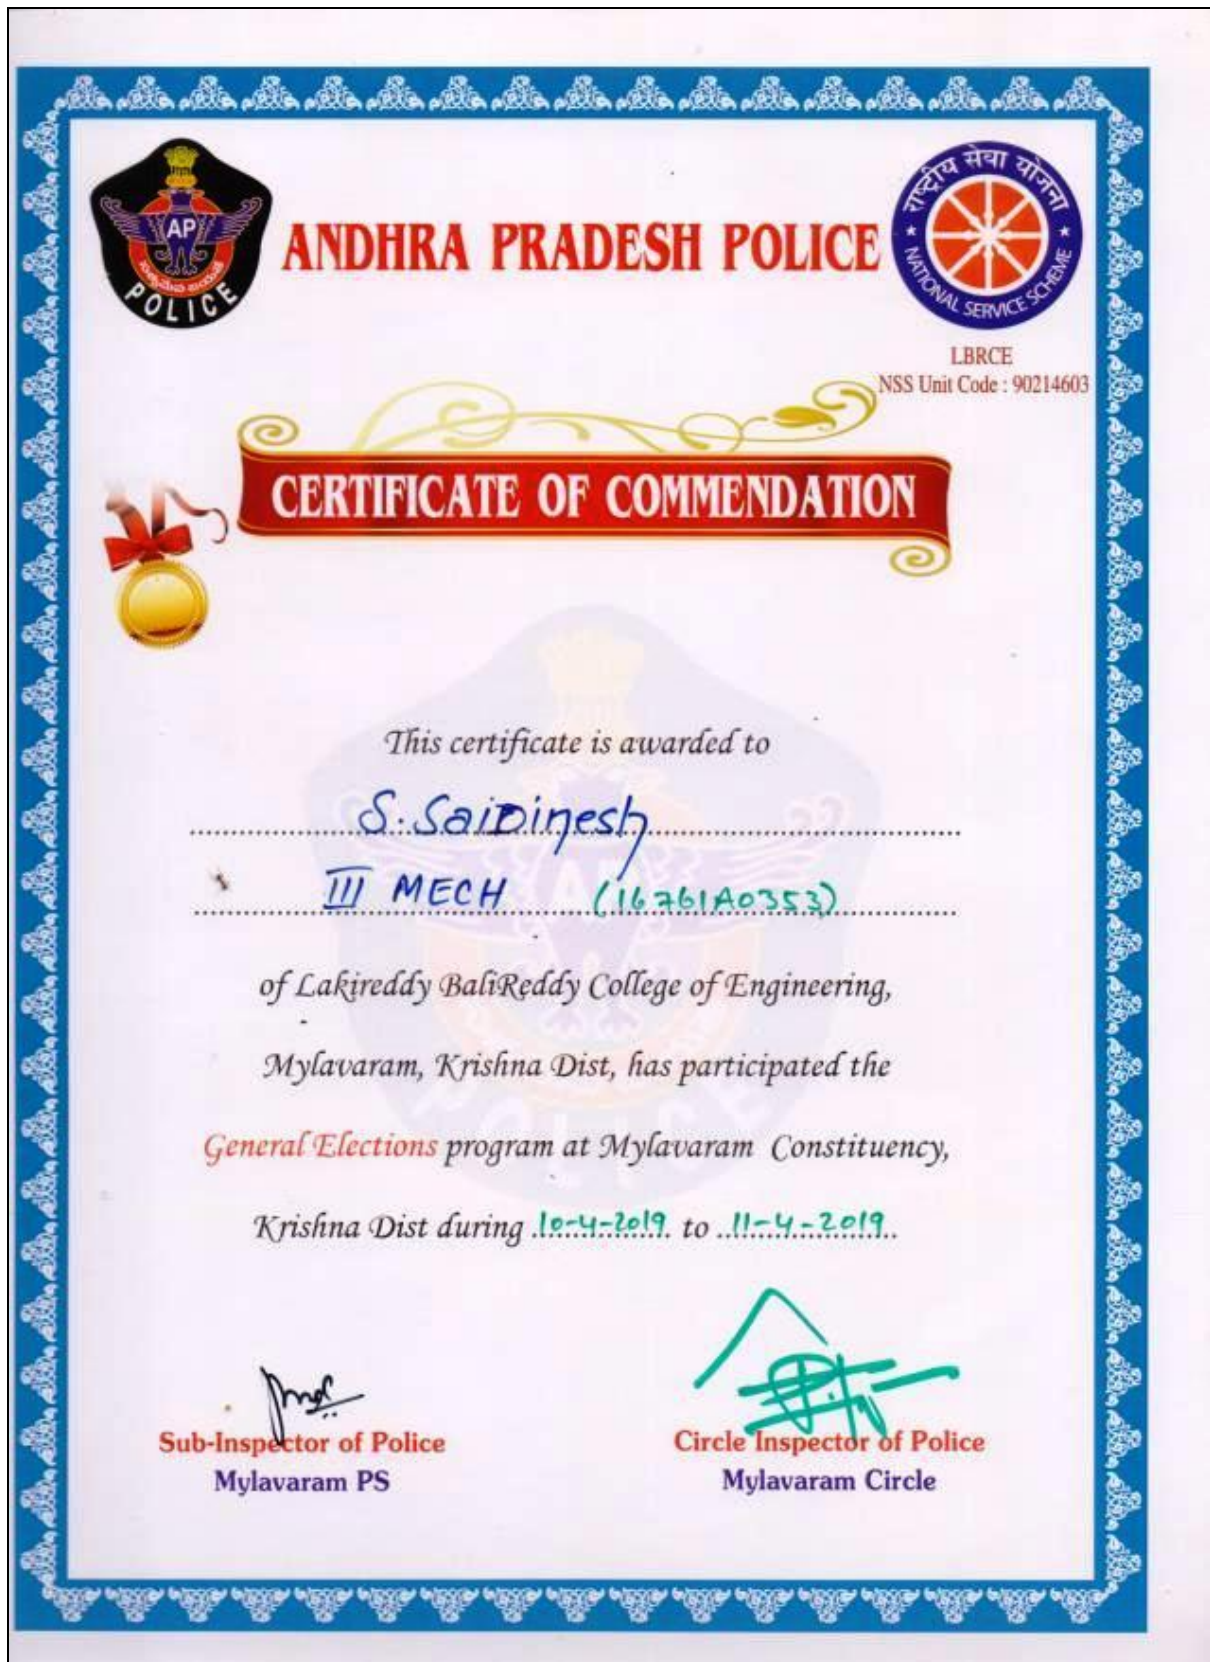 AP
POLICE
ANDHRA PRADESH POLICE
राष्ट्रीय सेवा योजना
NATIONAL SERVICE SCHEME
LBRCE
NSS Unit Code : 90214603
CERTIFICATE OF COMMENDATION
This certificate is awarded to
S. SaiDinesh
III MECH (16761A0353)
of Lakireddy BaliReddy College of Engineering,
Mylavaram, Krishna Dist, has participated the
General Elections program at Mylavaram Constituency,
Krishna Dist during 10-4-2019 to 11-4-2019
Sub-Inspector of Police
Mylavaram PS
Circle Inspector of Police
Mylavaram Circle